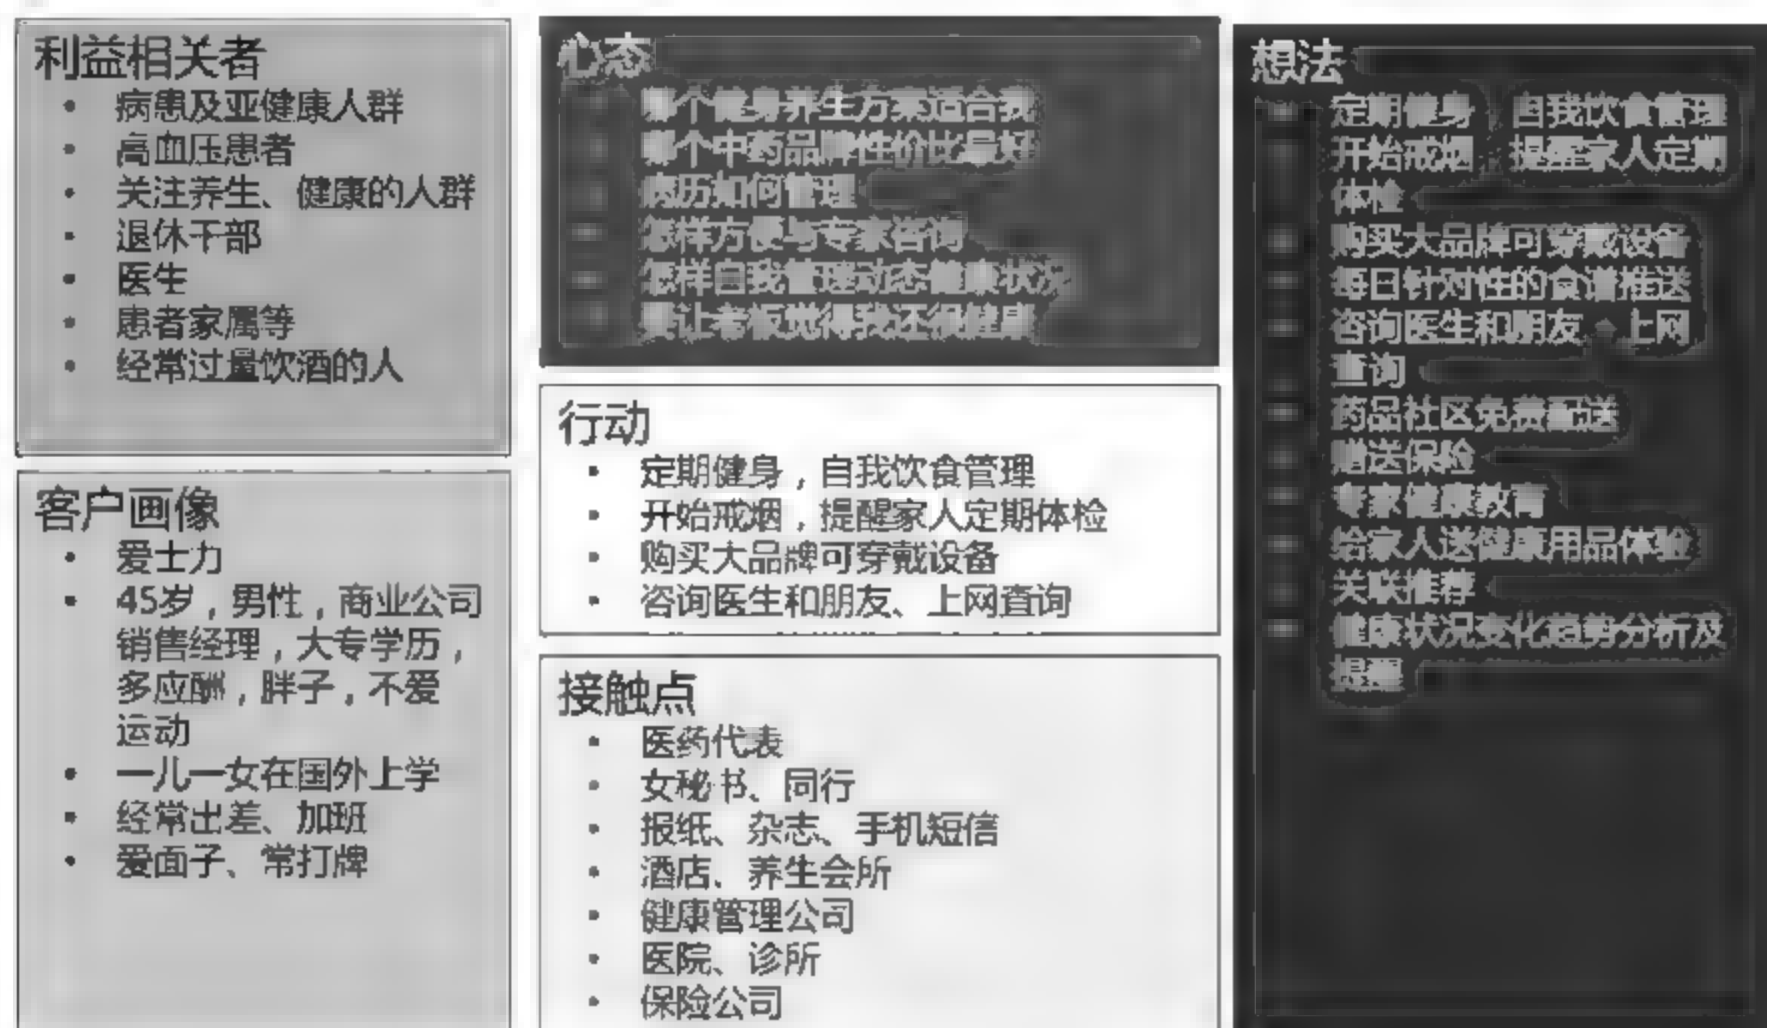 利益相关者
• 病患及亚健康人群
• 高血压患者
• 关注养生、健康的人群
• 退休干部
• 医生
• 患者家属等
• 经常过量饮酒的人
客户画像
• 爱士力
• 45岁，男性，商业公司
销售经理，大专学历，
多应酬，胖子，不爱
运动
• 一儿一女在国外上学
• 经常出差、加班
• 爱面子、常打牌
心态
哪个健身养生方案适合我
哪个中药品牌性价比最好
病历如何管理
怎样方便与专家咨询
怎样自我管理动态健康状况
要让老板觉得我还很健康
行动
• 定期健身，自我饮食管理
• 开始戒烟，提醒家人定期体检
• 购买大品牌可穿戴设备
• 咨询医生和朋友、上网查询
接触点
• 医药代表
• 女秘书、同行
• 报纸、杂志、手机短信
• 酒店、养生会所
• 健康管理公司
• 医院、诊所
• 保险公司
想法
定期健身，自我饮食管理
开始戒烟，提醒家人定期
体检
购买大品牌可穿戴设备
每日针对性的食谱推送
咨询医生和朋友、上网
查询
药品社区免费配送
赠送保险
专家健康教育
给家人送健康用品体验
关联推荐
健康状况变化趋势分析及
提醒